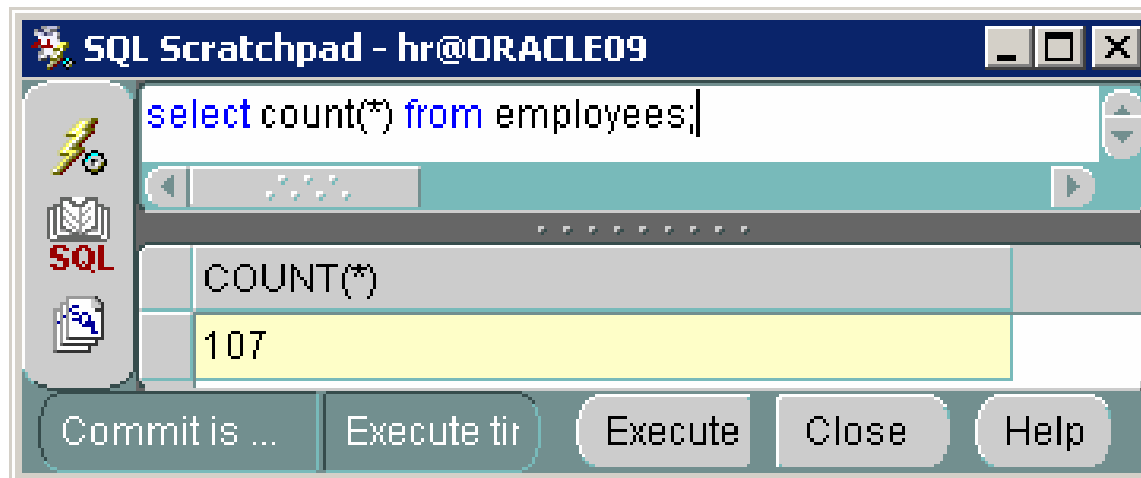 SQL Scratchpad - hr@ORACLE09
select count(*) from employees;
SQL
COUNT(*)
107
Commit is ... Execute tir Execute Close Help